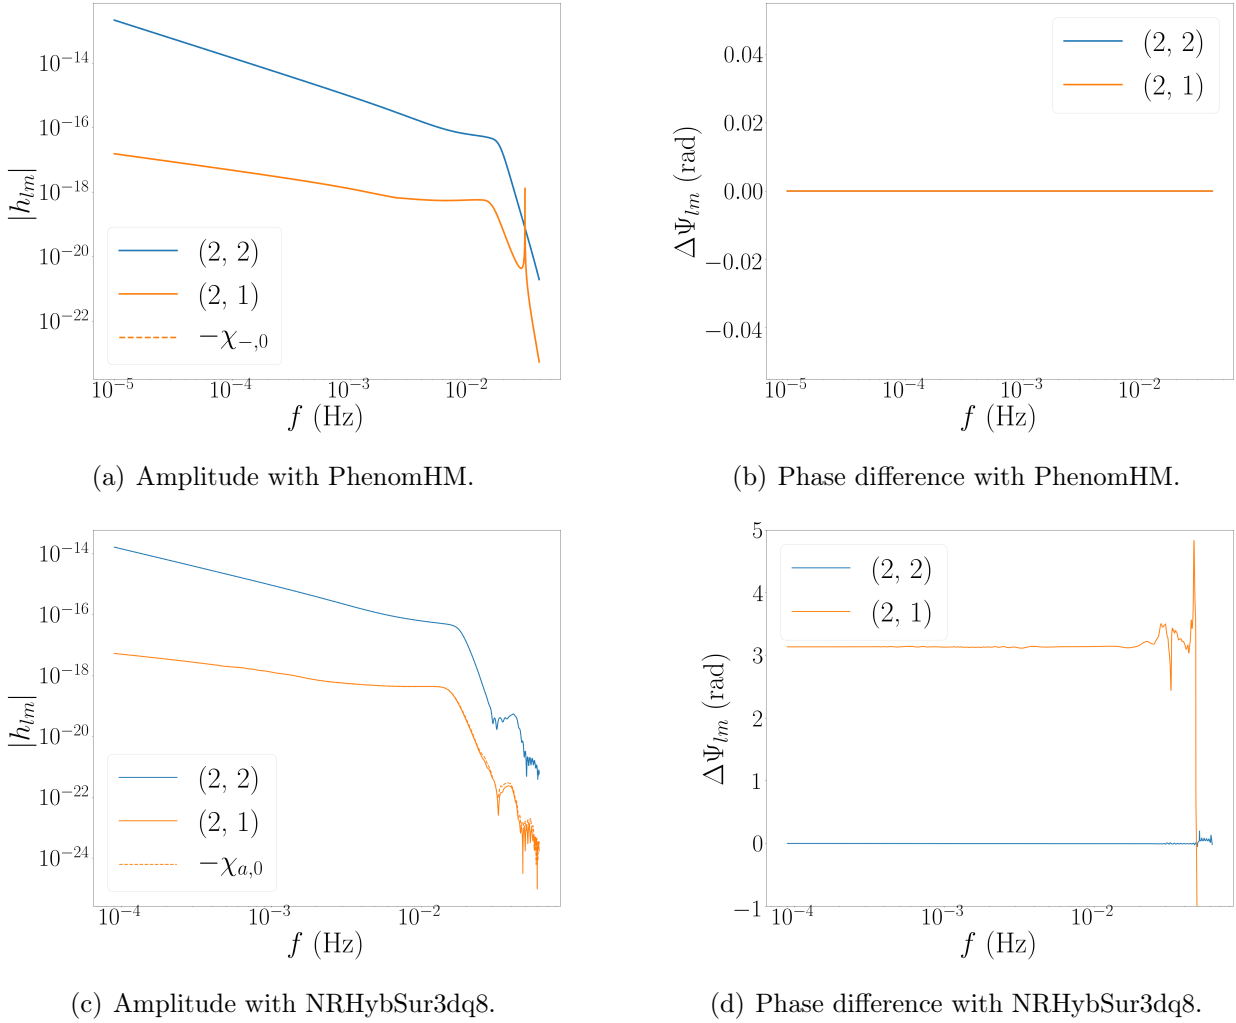 |h_{lm}|
10^{-14}
10^{-16}
10^{-18}
10^{-20}
10^{-22}
(2, 2)
(2, 1)
−χ_{−,0}
10^{-5} 10^{-4} 10^{-3} 10^{-2}
f (Hz)
(a) Amplitude with PhenomHM.
ΔΨ_{lm} (rad)
0.04
0.02
0.00
−0.02
−0.04
(2, 2)
(2, 1)
10^{-5} 10^{-4} 10^{-3} 10^{-2}
f (Hz)
(b) Phase difference with PhenomHM.
|h_{lm}|
10^{-14}
10^{-16}
10^{-18}
10^{-20}
10^{-22}
10^{-24}
(2, 2)
(2, 1)
−χ_{a,0}
10^{-4} 10^{-3} 10^{-2}
f (Hz)
(c) Amplitude with NRHybSur3dq8.
ΔΨ_{lm} (rad)
5
4
3
2
1
0
−1
(2, 2)
(2, 1)
10^{-4} 10^{-3} 10^{-2}
f (Hz)
(d) Phase difference with NRHybSur3dq8.